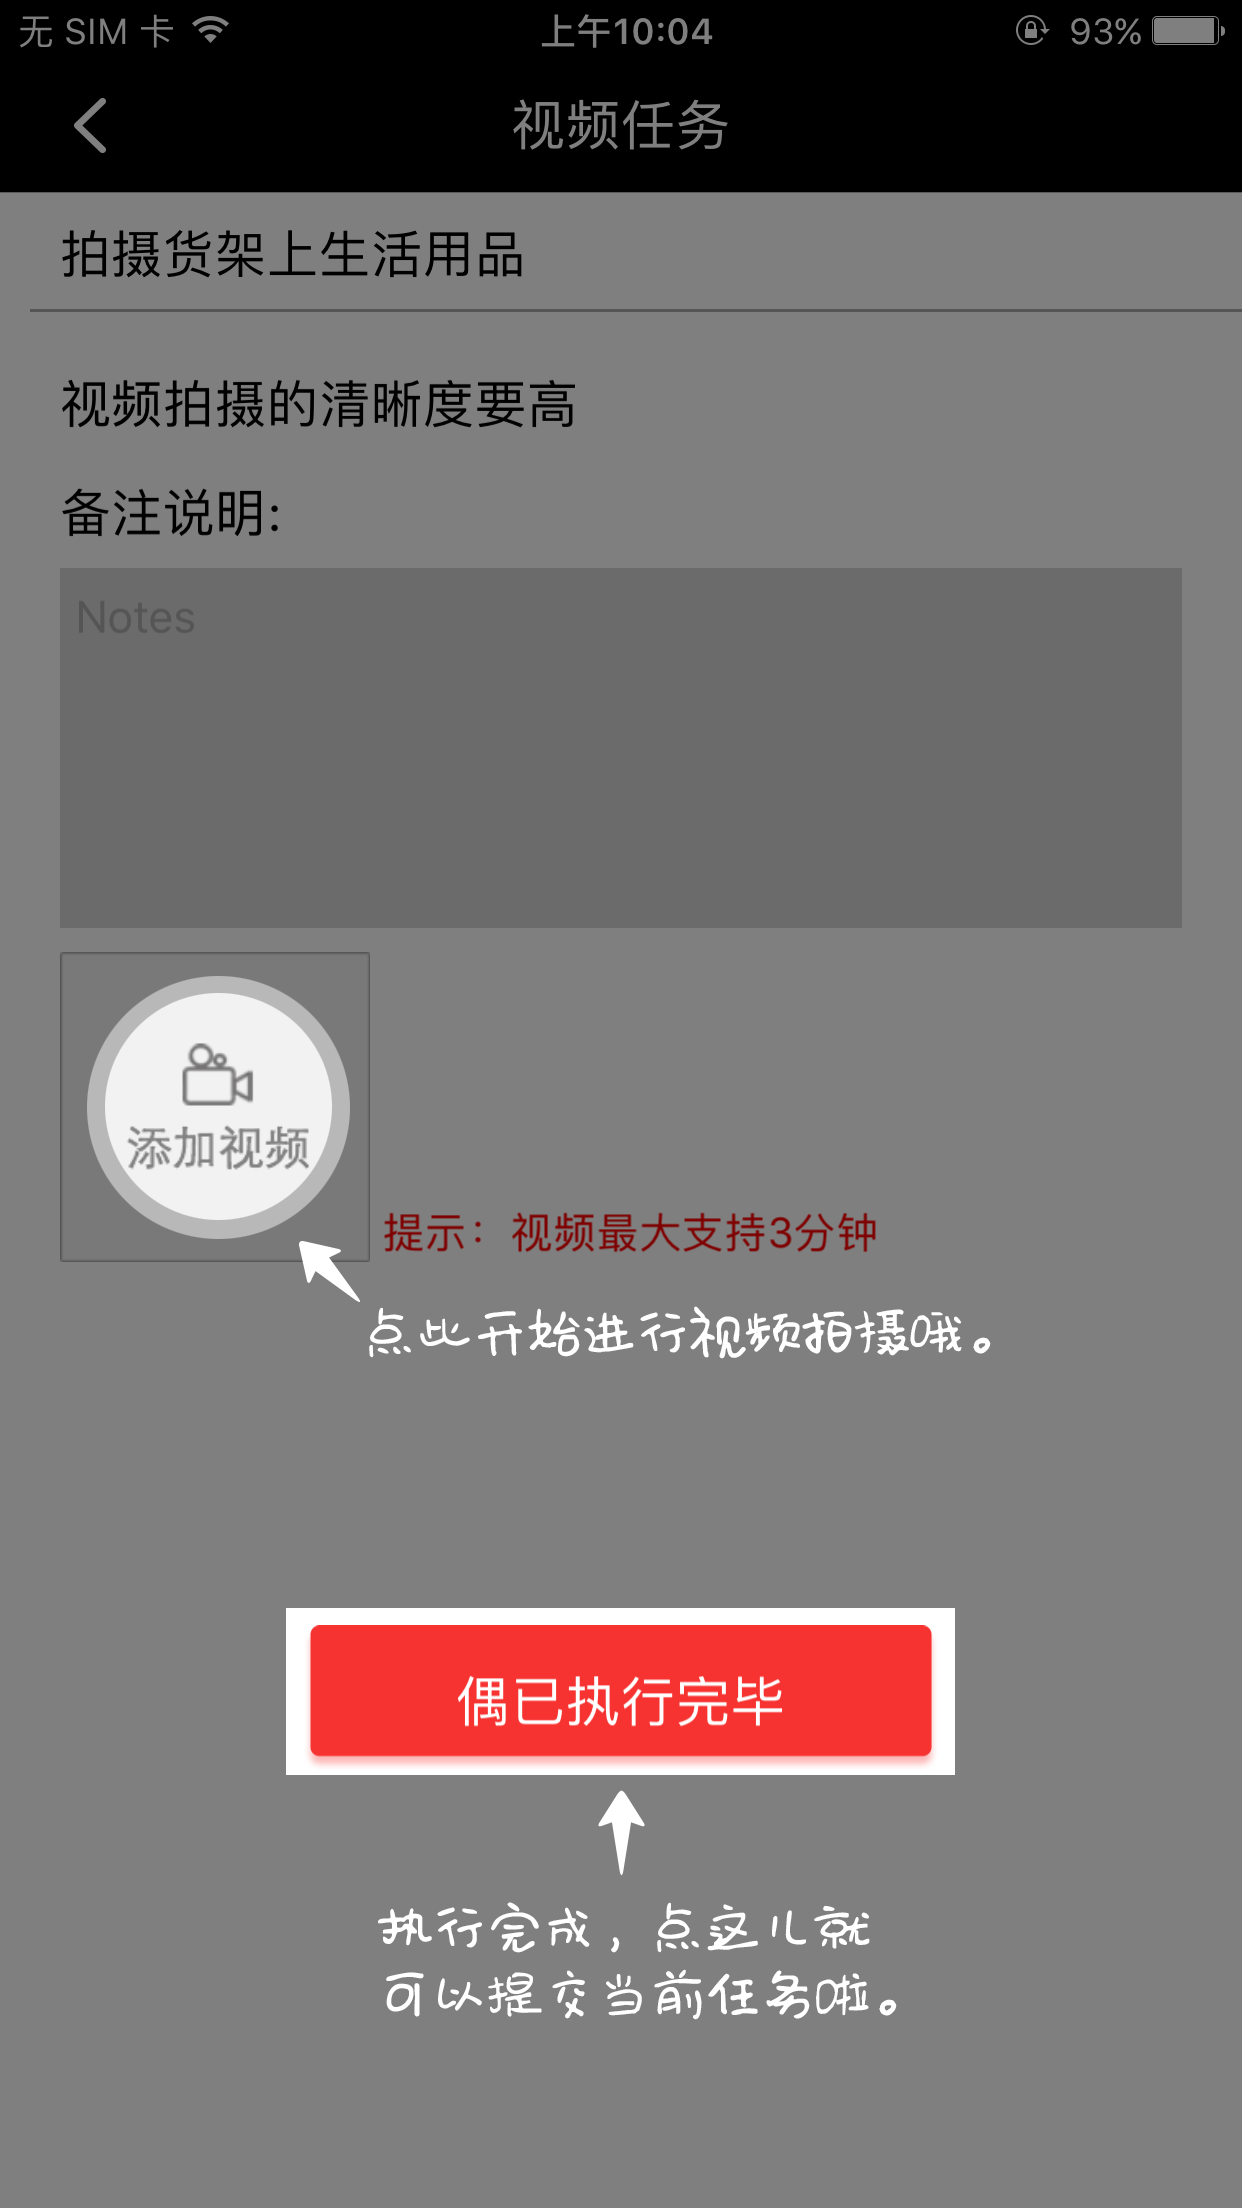 无 SIM 卡 上午10:04 93%
视频任务
拍摄货架上生活用品
视频拍摄的清晰度要高
备注说明:
Notes
添加视频
提示：视频最大支持3分钟
点此开始进行视频拍摄哦。
偶已执行完毕
执行完成，点这儿就
可以提交当前任务啦。